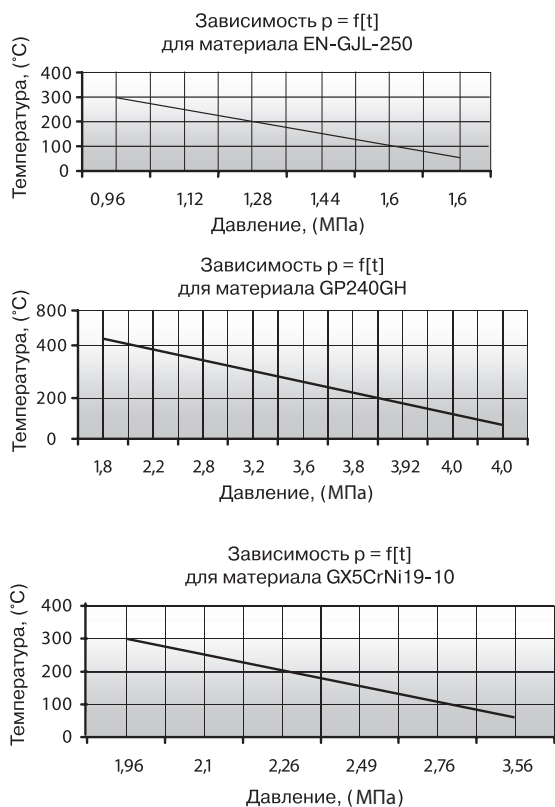 Зависимость p = f[t]
для материала EN-GJL-250
Температура, (°C)
400
300
200
100
0
0,96 1,12 1,28 1,44 1,6 1,6
Давление, (МПа)
Зависимость p = f[t]
для материала GP240GH
Температура, (°C)
800
400
200
0
1,8 2,2 2,8 3,2 3,6 3,8 3,92 4,0 4,0
Давление, (МПа)
Зависимость p = f[t]
для материала GX5CrNi19-10
Температура, (°C)
400
300
200
100
0
1,96 2,1 2,26 2,49 2,76 3,56
Давление, (МПа)